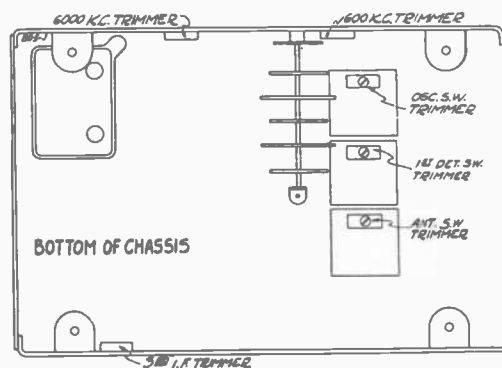 6000 K.C. TRIMMER
600 K.C. TRIMMER
OSC. S.W.
TRIMMER
1ST DET. S.W.
TRIMMER
ANT. S.W
TRIMMER
BOTTOM OF CHASSIS
I.F. TRIMMER